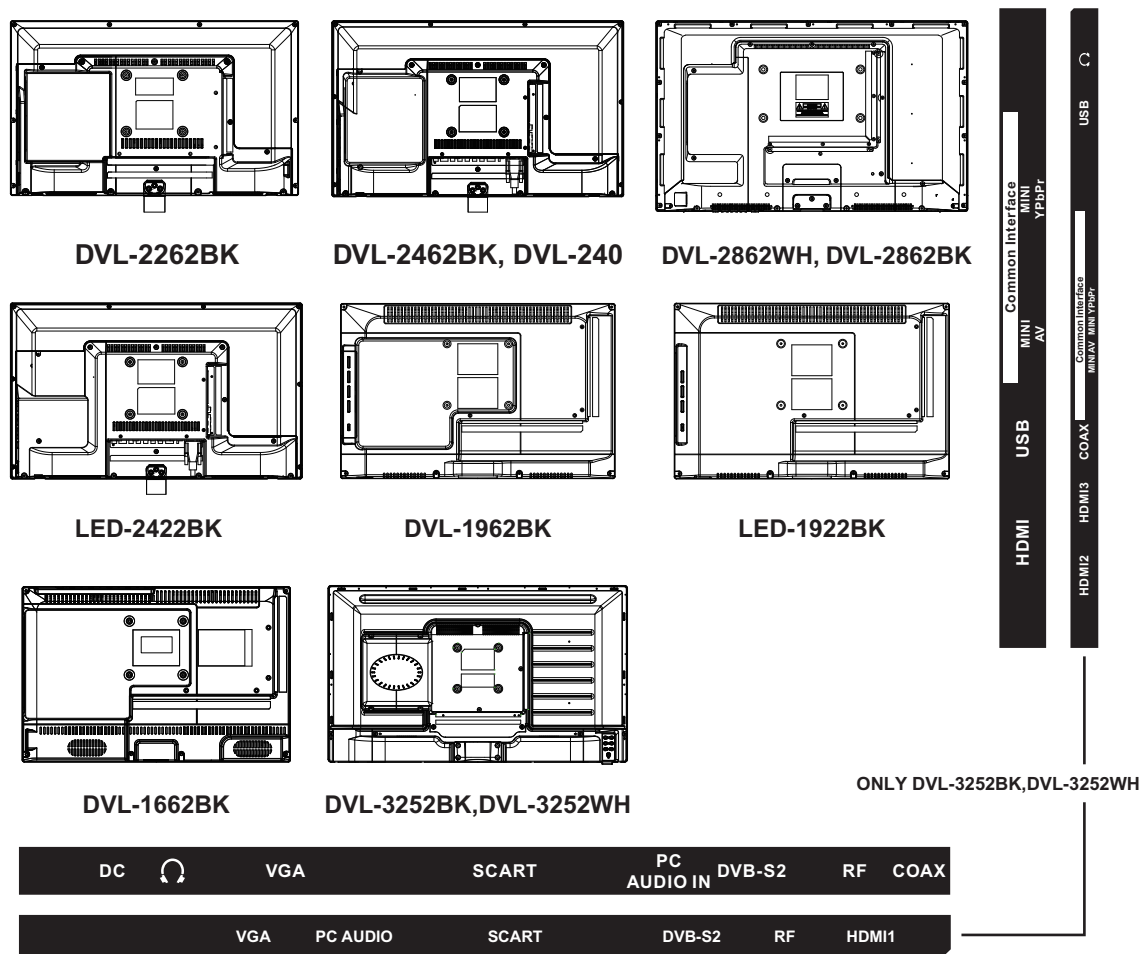 DVL-2262BK
DVL-2462BK, DVL-240
DVL-2862WH, DVL-2862BK
LED-2422BK
DVL-1962BK
LED-1922BK
DVL-1662BK
DVL-3252BK,DVL-3252WH
HDMI
USB
MINI
AV
Common Interface
MINI
YPbPr
HDMI2
HDMI3
COAX
Common Interface
MINI AV MINI YPbPr
USB
ONLY DVL-3252BK,DVL-3252WH
DC VGA SCART PC AUDIO IN DVB-S2 RF COAX
VGA PC AUDIO SCART DVB-S2 RF HDMI1